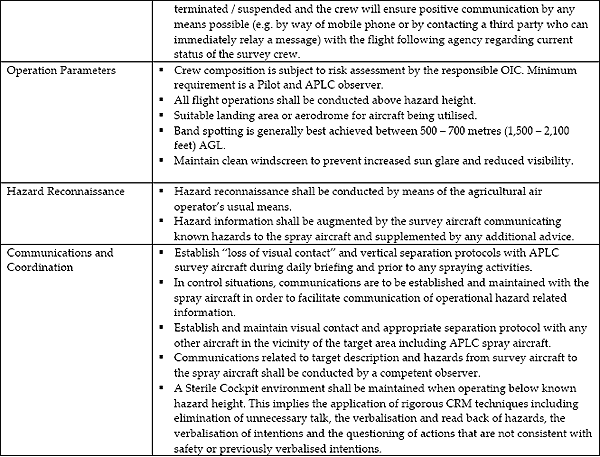 terminated / suspended and the crew will ensure positive communication by any
means possible (e.g. by way of mobile phone or by contacting a third party who can
immediately relay a message) with the flight following agency regarding current
status of the survey crew.
Operation Parameters
▪ Crew composition is subject to risk assessment by the responsible OIC. Minimum
requirement is a Pilot and APLC observer.
▪ All flight operations shall be conducted above hazard height.
▪ Suitable landing area or aerodrome for aircraft being utilised.
▪ Band spotting is generally best achieved between 500 – 700 metres (1,500 – 2,100
feet) AGL.
▪ Maintain clean windscreen to prevent increased sun glare and reduced visibility.
Hazard Reconnaissance
▪ Hazard reconnaissance shall be conducted by means of the agricultural air
operator's usual means.
▪ Hazard information shall be augmented by the survey aircraft communicating
known hazards to the spray aircraft and supplemented by any additional advice.
Communications and
Coordination
▪ Establish "loss of visual contact" and vertical separation protocols with APLC
survey aircraft during daily briefing and prior to any spraying activities.
▪ In control situations, communications are to be established and maintained with the
spray aircraft in order to facilitate communication of operational hazard related
information.
▪ Establish and maintain visual contact and appropriate separation protocol with any
other aircraft in the vicinity of the target area including APLC spray aircraft.
▪ Communications related to target description and hazards from survey aircraft to
the spray aircraft shall be conducted by a competent observer.
▪ A Sterile Cockpit environment shall be maintained when operating below known
hazard height. This implies the application of rigorous CRM techniques including
elimination of unnecessary talk, the verbalisation and read back of hazards, the
verbalisation of intentions and the questioning of actions that are not consistent with
safety or previously verbalised intentions.